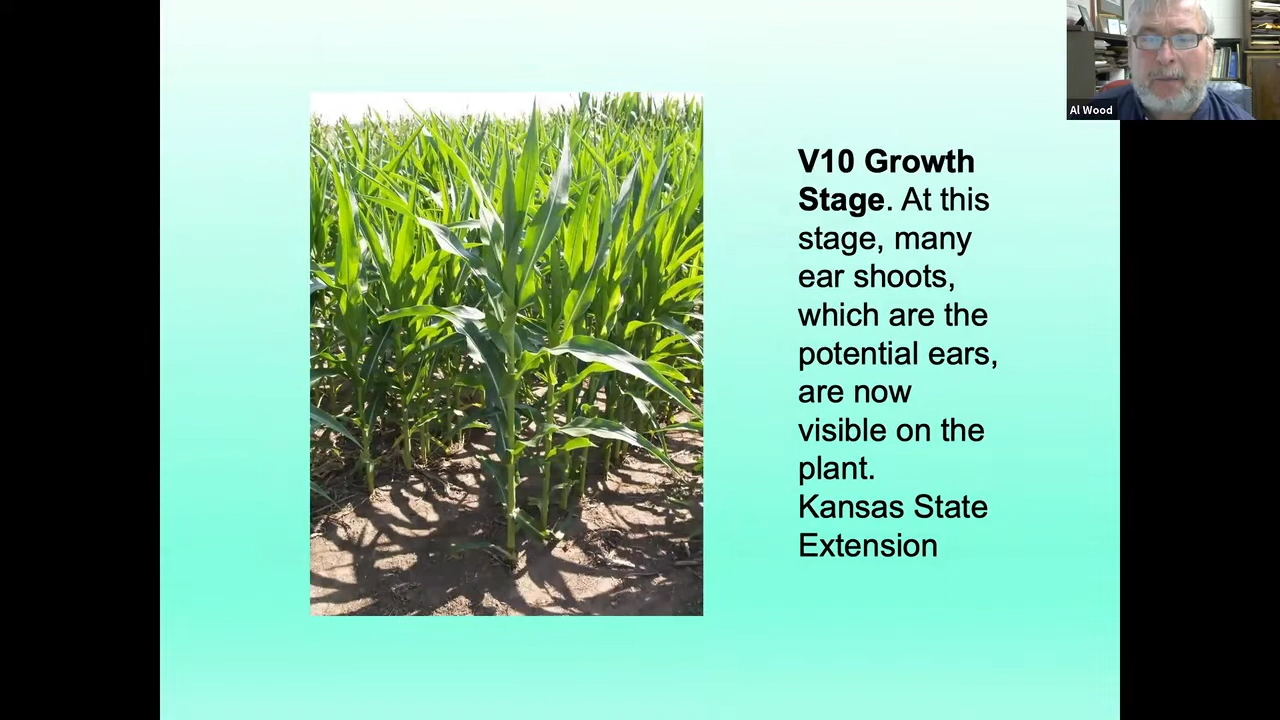 Al Wood
V10 Growth
Stage. At this
stage, many
ear shoots,
which are the
potential ears,
are now
visible on the
plant.
Kansas State
Extension